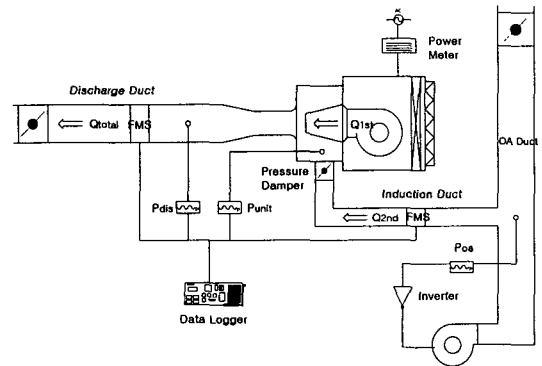 AC
Power
Meter
Discharge Duct
Qtotal
FMS
Q1st
OA Duct
Pressure
Damper
Induction Duct
Q2nd
FMS
Pdis
Punit
Poa
Inverter
Data Logger